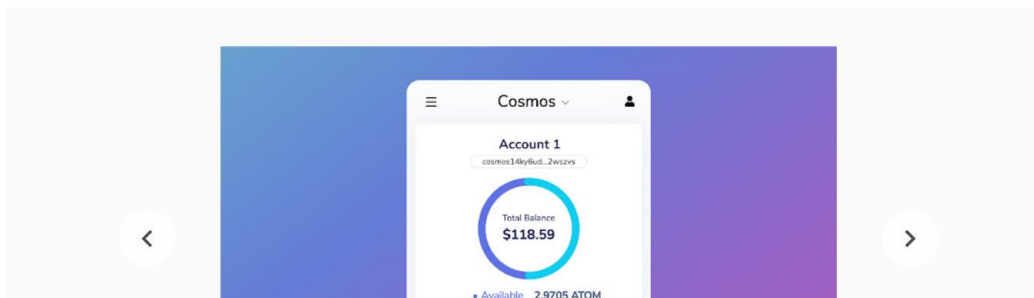 Cosmos
Account 1
cosmos14ky6ud...2wszvs
Total Balance
$118.59
• Available 2.9705 ATOM